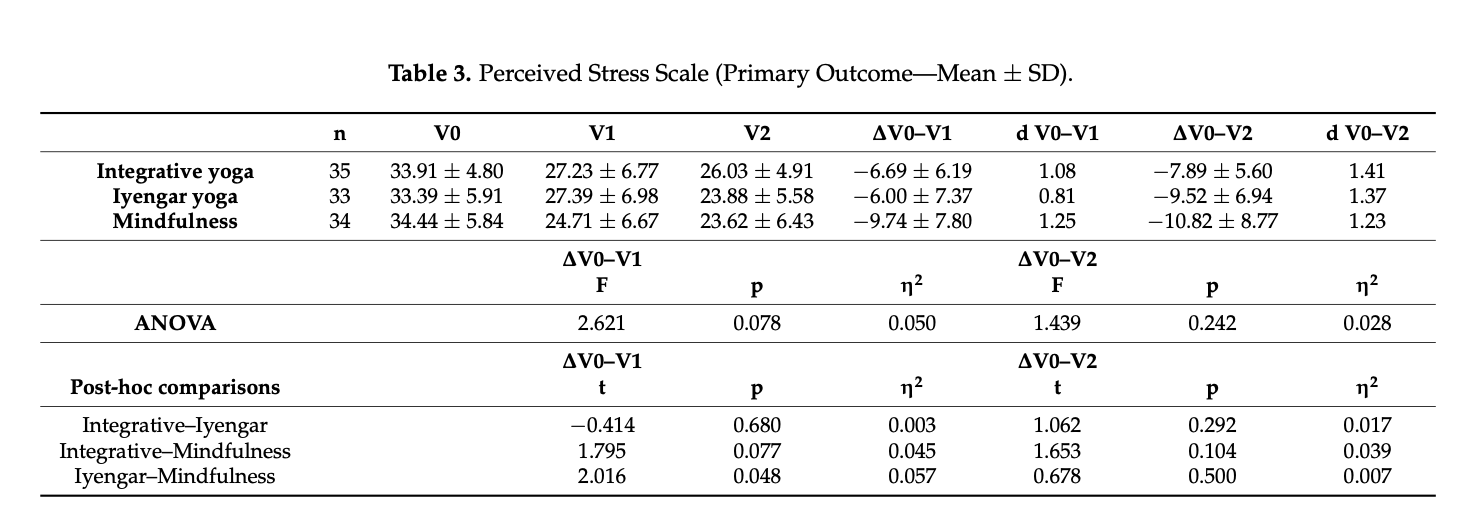 Table 3. Perceived Stress Scale (Primary Outcome—Mean ± SD).
n V0 V1 V2 ΔV0–V1 d V0–V1 ΔV0–V2 d V0–V2
Integrative yoga 35 33.91 ± 4.80 27.23 ± 6.77 26.03 ± 4.91 −6.69 ± 6.19 1.08 −7.89 ± 5.60 1.41
Iyengar yoga 33 33.39 ± 5.91 27.39 ± 6.98 23.88 ± 5.58 −6.00 ± 7.37 0.81 −9.52 ± 6.94 1.37
Mindfulness 34 34.44 ± 5.84 24.71 ± 6.67 23.62 ± 6.43 −9.74 ± 7.80 1.25 −10.82 ± 8.77 1.23
ΔV0–V1 ΔV0–V2
F p η² F p η²
ANOVA 2.621 0.078 0.050 1.439 0.242 0.028
ΔV0–V1 ΔV0–V2
Post-hoc comparisons t p η² t p η²
Integrative–Iyengar −0.414 0.680 0.003 1.062 0.292 0.017
Integrative–Mindfulness 1.795 0.077 0.045 1.653 0.104 0.039
Iyengar–Mindfulness 2.016 0.048 0.057 0.678 0.500 0.007